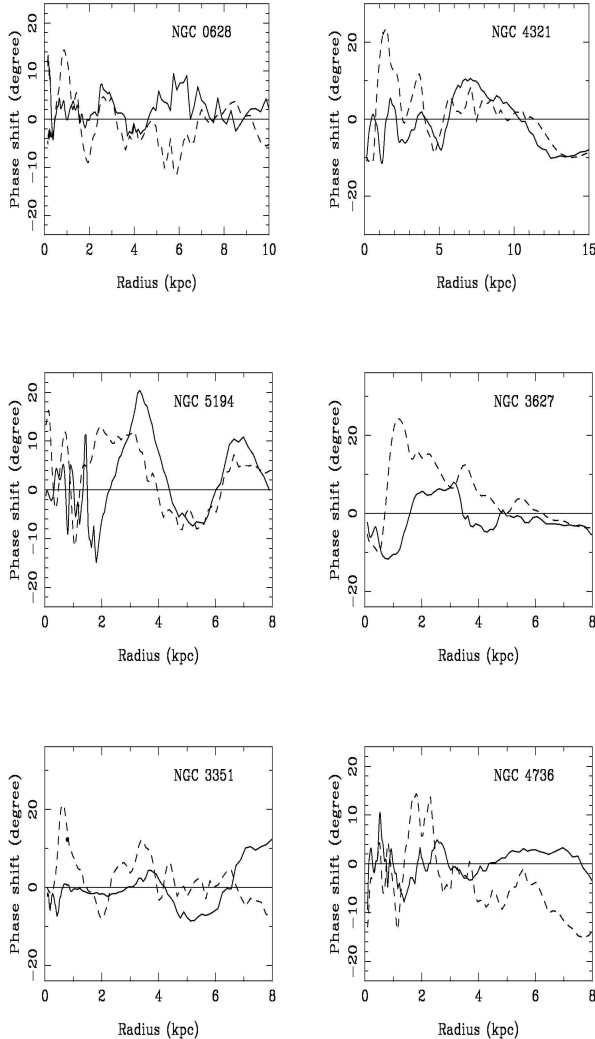 NGC 0628
Phase shift (degree)
20
10
0
−10
−20
0 2 4 6 8 10
Radius (kpc)
NGC 4321
Phase shift (degree)
20
10
0
−10
−20
0 5 10 15
Radius (kpc)
NGC 5194
Phase shift (degree)
20
10
0
−10
−20
0 2 4 6 8
Radius (kpc)
NGC 3627
Phase shift (degree)
20
10
0
−10
−20
0 2 4 6 8
Radius (kpc)
NGC 3351
Phase shift (degree)
20
0
−20
0 2 4 6 8
Radius (kpc)
NGC 4736
Phase shift (degree)
20
10
0
−10
−20
0 2 4 6 8
Radius (kpc)